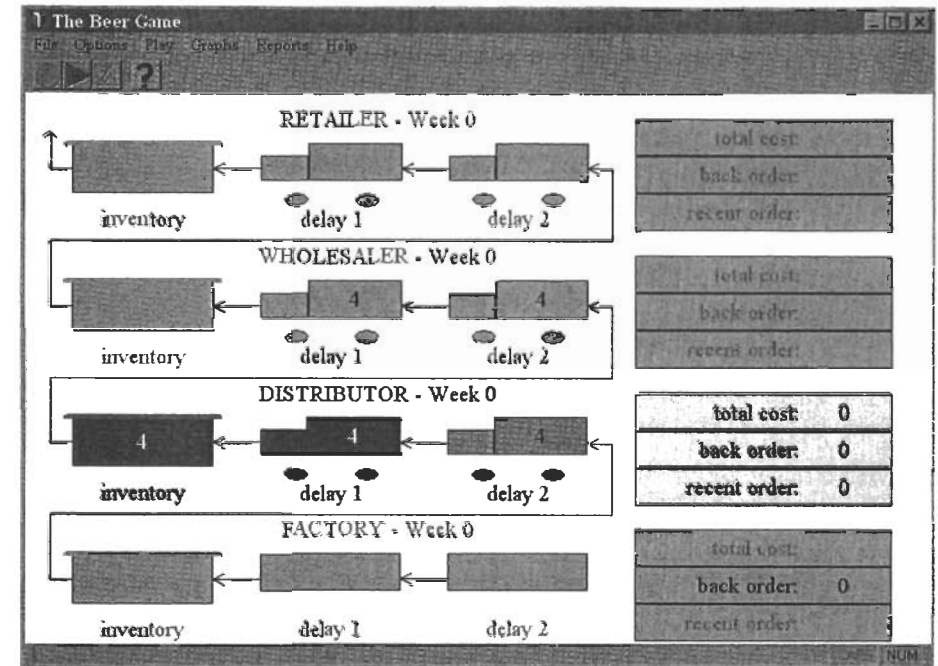 The Beer Game
File Options Play Graphs Reports Help
?
RETAILER - Week 0
total cost:
back order:
recent order:
inventory delay 1 delay 2
WHOLESALER - Week 0
4 4
total cost:
back order:
recent order:
inventory delay 1 delay 2
DISTRIBUTOR - Week 0
4 4 4
total cost: 0
back order: 0
recent order: 0
inventory delay 1 delay 2
FACTORY - Week 0
total cost:
back order: 0
recent order:
inventory delay 1 delay 2
NUM